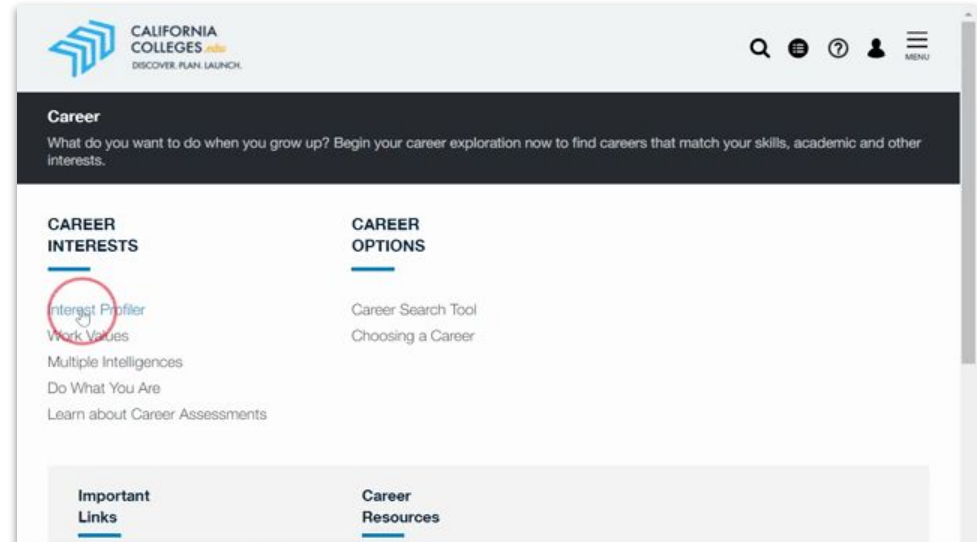 CALIFORNIA
COLLEGES.edu
DISCOVER. PLAN. LAUNCH.
MENU
Career
What do you want to do when you grow up? Begin your career exploration now to find careers that match your skills, academic and other
interests.
CAREER
INTERESTS
Interest Profiler
Work Values
Multiple Intelligences
Do What You Are
Learn about Career Assessments
CAREER
OPTIONS
Career Search Tool
Choosing a Career
Important
Links
Career
Resources